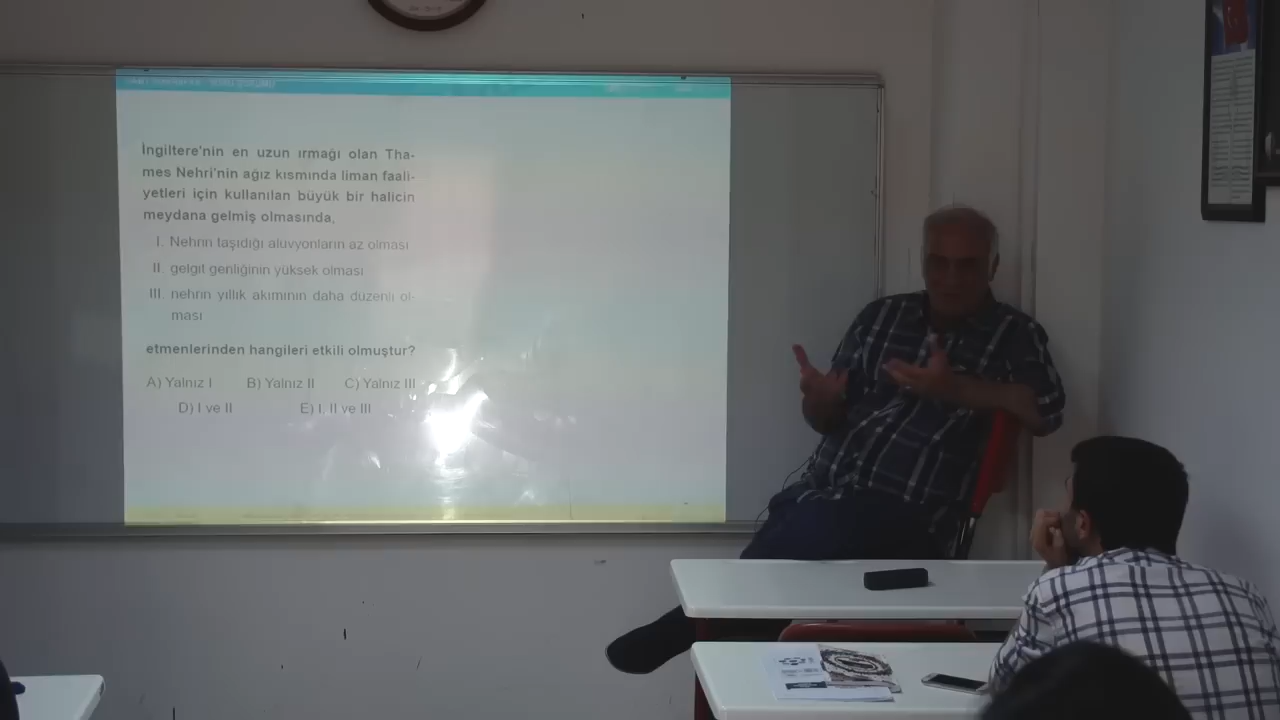 İngiltere'nin en uzun ırmağı olan Tha-
mes Nehri'nin ağız kısmında liman faali-
yetleri için kullanılan büyük bir halicin
meydana gelmiş olmasında,
I. Nehrin taşıdığı alüvyonların az olması
II. gelgit genliğinin yüksek olması
III. nehrin yıllık akımının daha düzenli ol-
ması
etmenlerinden hangileri etkili olmuştur?
A) Yalnız I B) Yalnız II C) Yalnız III
D) I ve II E) I, II ve III